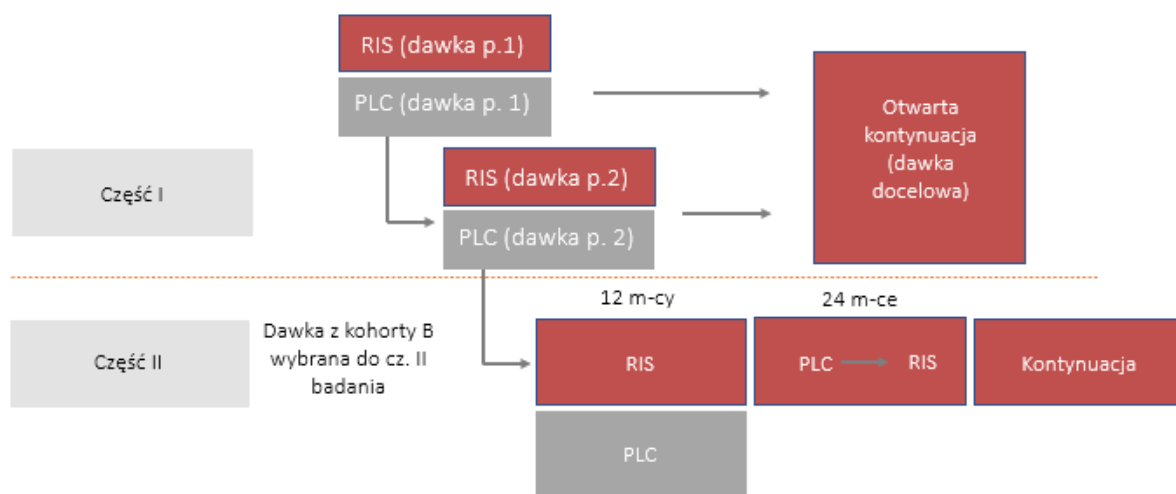 RIS (dawka p.1)
PLC (dawka p. 1)
Otwarta
kontynuacja
(dawka
docelowa)
Część I
RIS (dawka p.2)
PLC (dawka p. 2)
12 m-cy
24 m-ce
Część II
Dawka z kohorty B
wybrana do cz. II
badania
RIS
PLC
RIS
Kontynuacja
PLC